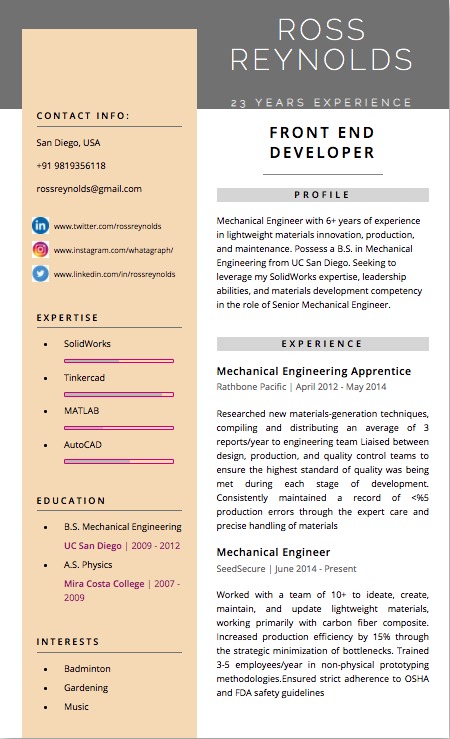 ROSS
REYNOLDS
23 YEARS EXPERIENCE
CONTACT INFO:
San Diego, USA
+91 9819356118
rossreynolds@gmail.com
www.twitter.com/rossreynolds
www.instagram.com/whatagraph/
www.linkedin.com/in/rossreynolds
EXPERTISE
SolidWorks
Tinkercad
MATLAB
AutoCAD
EDUCATION
B.S. Mechanical Engineering
UC San Diego | 2009 - 2012
A.S. Physics
Mira Costa College | 2007 -
2009
INTERESTS
Badminton
Gardening
Music
FRONT END
DEVELOPER
PROFILE
Mechanical Engineer with 6+ years of experience
in lightweight materials innovation, production,
and maintenance. Possess a B.S. in Mechanical
Engineering from UC San Diego. Seeking to
leverage my SolidWorks expertise, leadership
abilities, and materials development competency
in the role of Senior Mechanical Engineer.
EXPERIENCE
Mechanical Engineering Apprentice
Rathbone Pacific | April 2012 - May 2014
Researched new materials-generation techniques,
compiling and distributing an average of 3
reports/year to engineering team Liaised between
design, production, and quality control teams to
ensure the highest standard of quality was being
met during each stage of development.
Consistently maintained a record of <%5
production errors through the expert care and
precise handling of materials
Mechanical Engineer
SeedSecure | June 2014 - Present
Worked with a team of 10+ to ideate, create,
maintain, and update lightweight materials,
working primarily with carbon fiber composite.
Increased production efficiency by 15% through
the strategic minimization of bottlenecks. Trained
3-5 employees/year in non-physical prototyping
methodologies.Ensured strict adherence to OSHA
and FDA safety guidelines